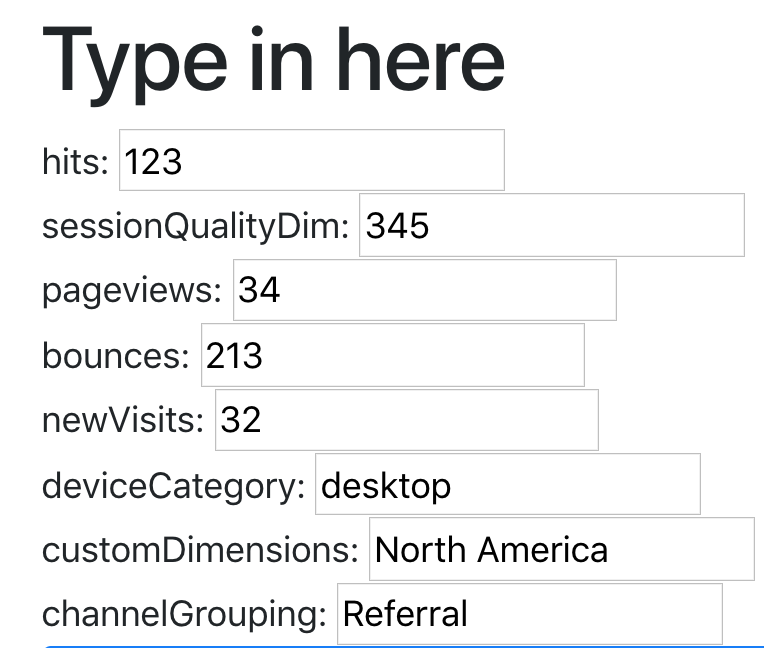 Type in here
hits: 123
sessionQualityDim: 345
pageviews: 34
bounces: 213
newVisits: 32
deviceCategory: desktop
customDimensions: North America
channelGrouping: Referral